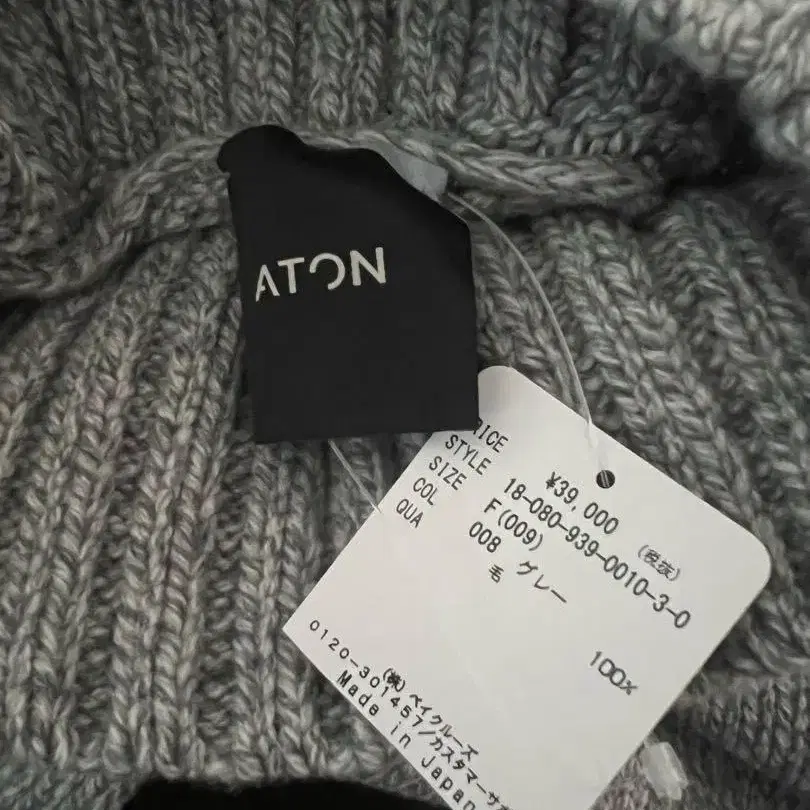 ATON
PRICE ¥39,000 (税抜)
STYLE 18-080-939-0010-3-0
SIZE F(009)
COL 008 グレー
QUA 毛 100%
(株)ベイクルーズ
0120-301457/カスタマーサ
Made in Japan